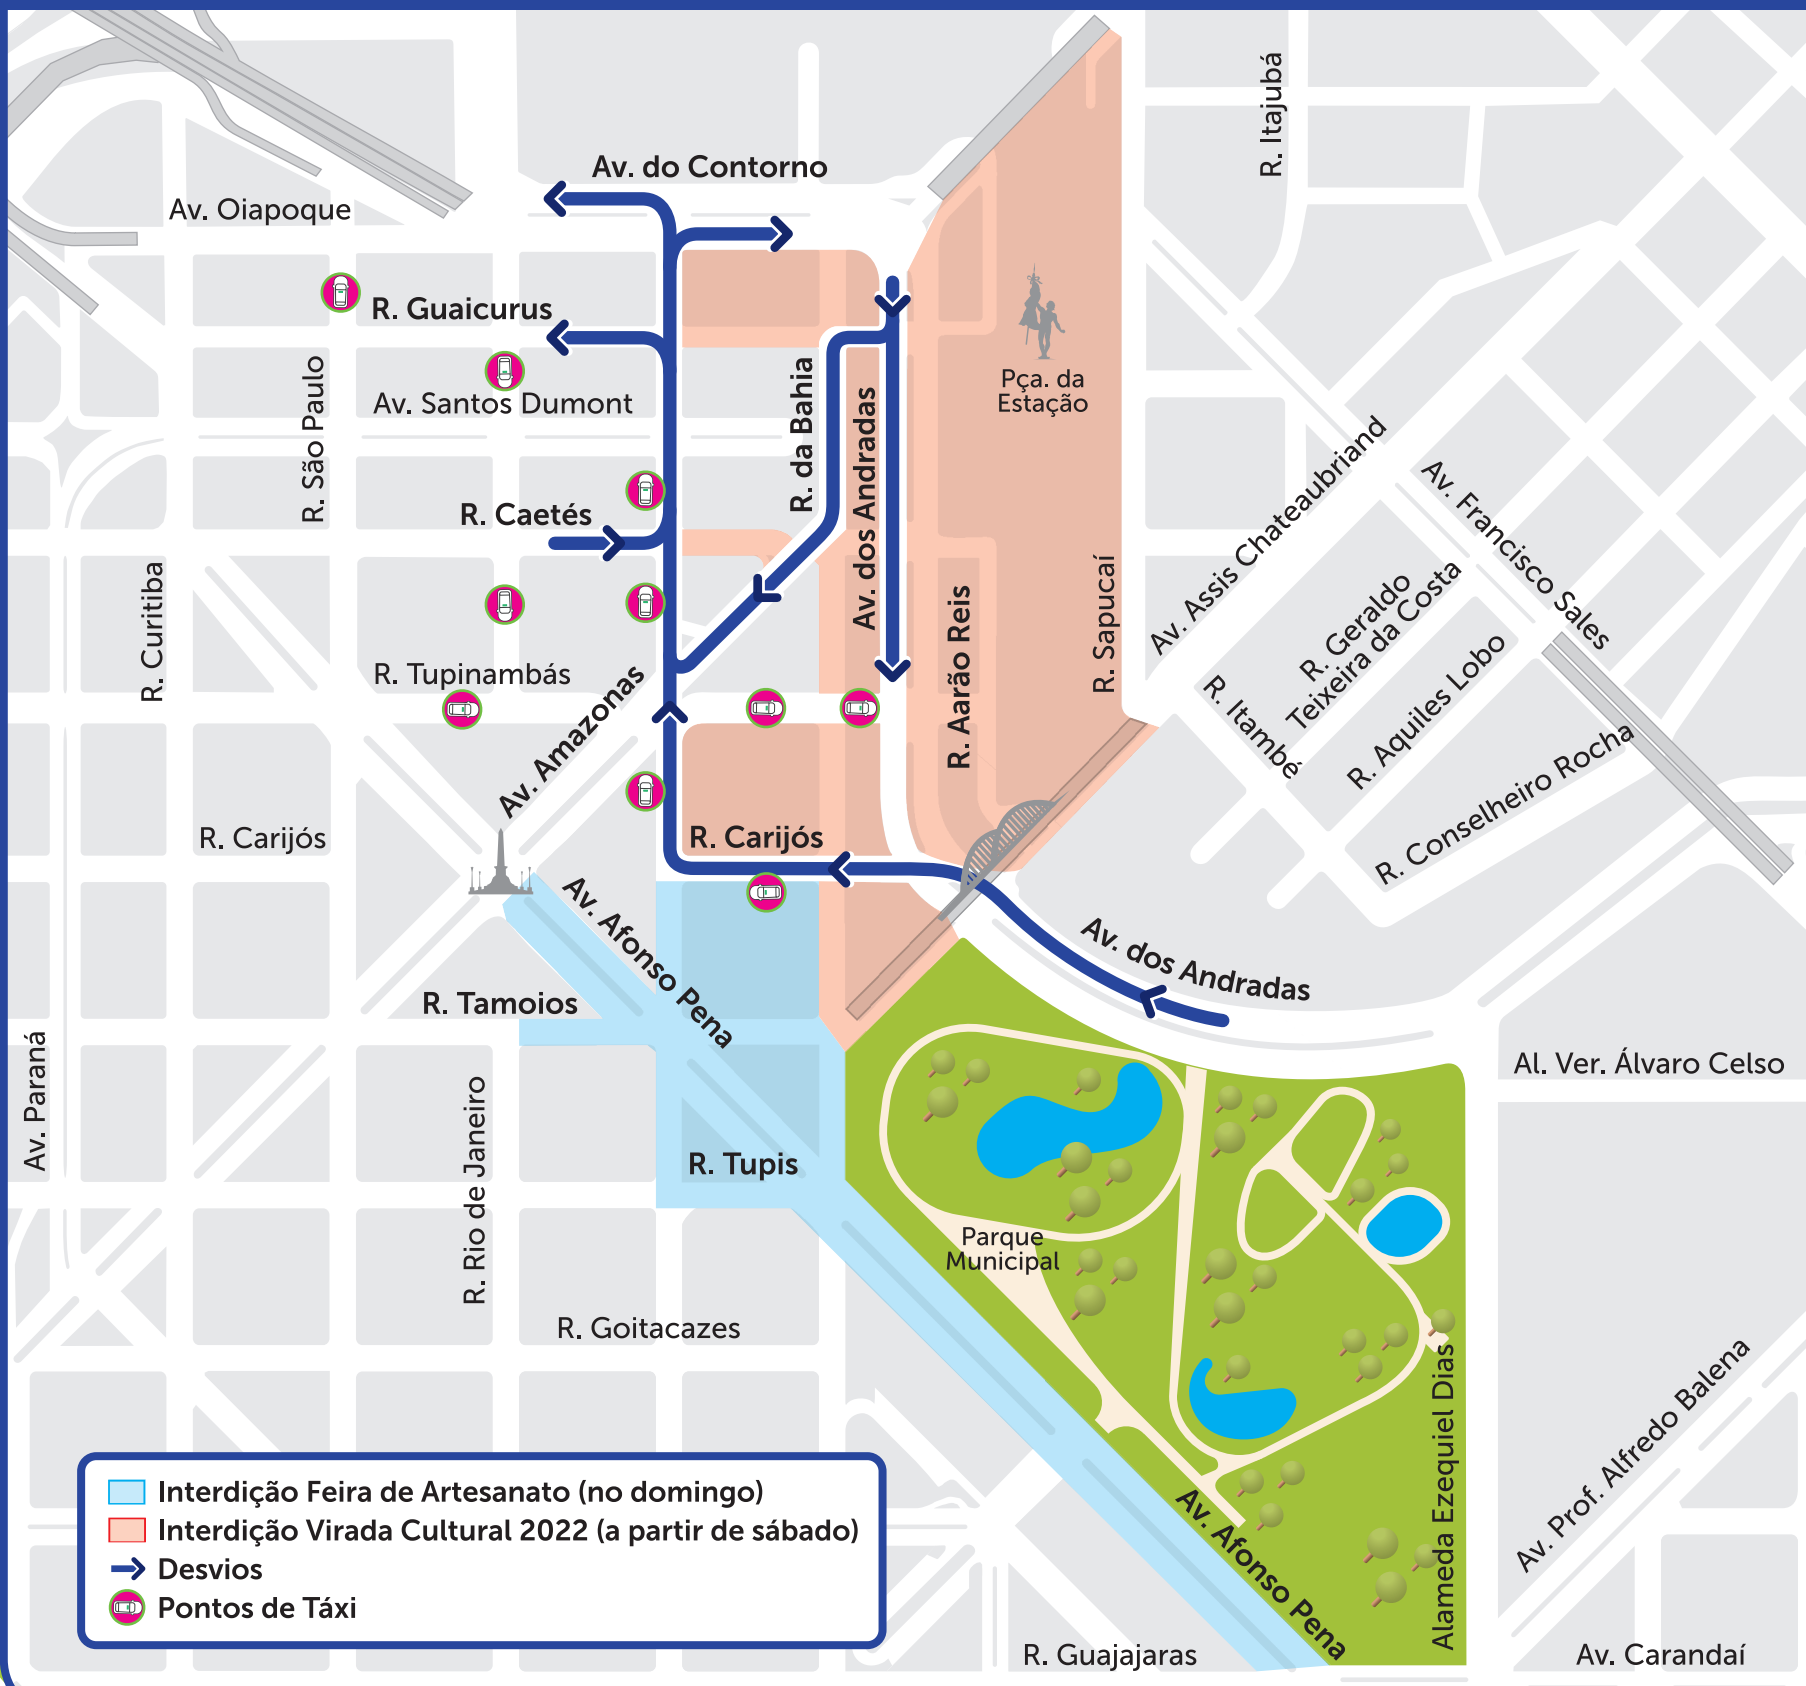 R. Itajubá
Av. do Contorno
Av. Oiapoque
R. Guaicurus
R. São Paulo
Av. Santos Dumont
R. da Bahia
Av. dos Andradas
Pça. da
Estação
R. Caetés
Av. Assis Chateaubriand
Av. Francisco Sales
R. Curitiba
R. Tupinambás
Av. Amazonas
R. Aarão Reis
R. Sapucaí
R. Geraldo
Teixeira da Costa
R. Itambé
R. Aquiles Lobo
R. Conselheiro Rocha
R. Carijós
R. Carijós
Av. Afonso Pena
Av. dos Andradas
R. Tamoios
Av. Paraná
R. Rio de Janeiro
R. Tupis
Al. Ver. Álvaro Celso
Parque
Municipal
R. Goitacazes
Alameda Ezequiel Dias
Av. Prof. Alfredo Balena
Av. Afonso Pena
R. Guajajaras
Av. Carandaí
Interdição Feira de Artesanato (no domingo)
Interdição Virada Cultural 2022 (a partir de sábado)
Desvios
Pontos de Táxi